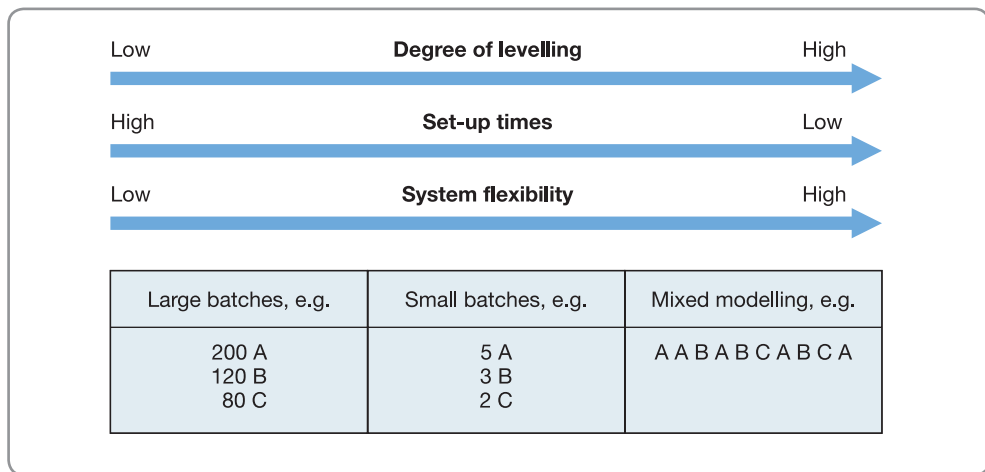 Low Degree of levelling High
High Set-up times Low
Low System flexibility High
Large batches, e.g. Small batches, e.g. Mixed modelling, e.g.
200 A 5 A A A B A B C A B C A
120 B 3 B
80 C 2 C